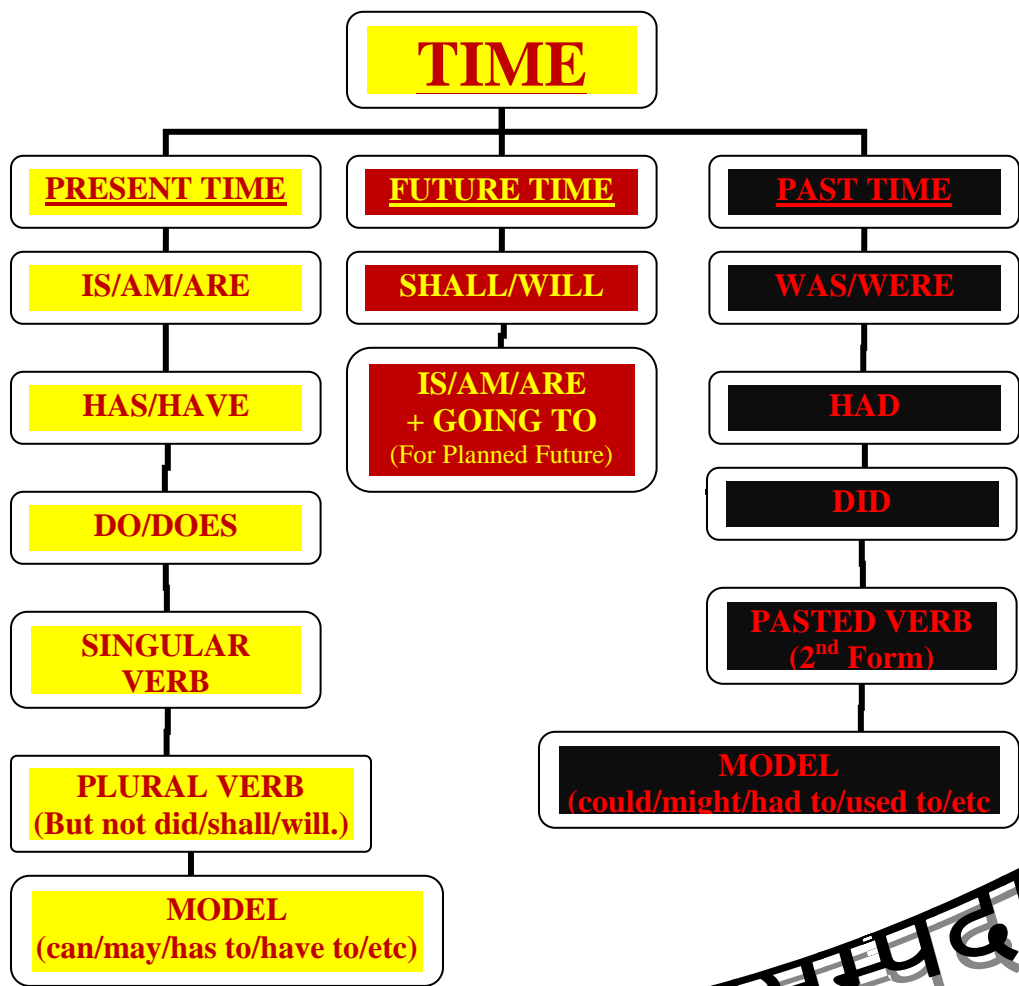 TIME
PRESENT TIME
IS/AM/ARE
HAS/HAVE
DO/DOES
SINGULAR
VERB
PLURAL VERB
(But not did/shall/will.)
MODEL
(can/may/has to/have to/etc)
FUTURE TIME
SHALL/WILL
IS/AM/ARE
+ GOING TO
(For Planned Future)
PAST TIME
WAS/WERE
HAD
DID
PASTED VERB
(2nd Form)
MODEL
(could/might/had to/used to/etc